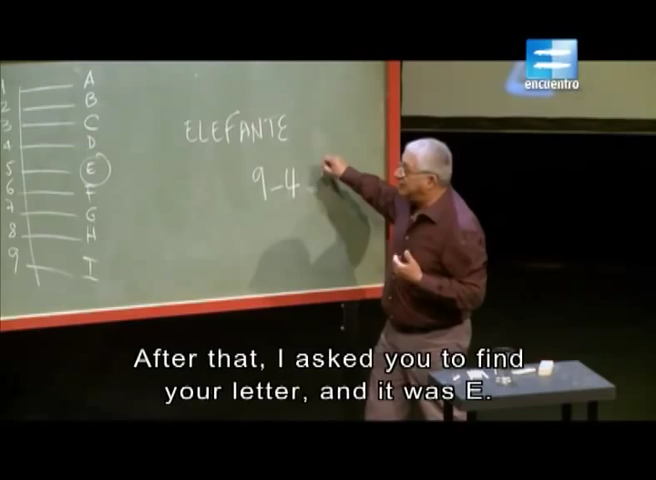 encuentro
1 A
2 B
3 C
4 D
5 E
6 F
7 G
8 H
9 I
ELEFANTE
9-4
After that, I asked you to find
your letter, and it was E.